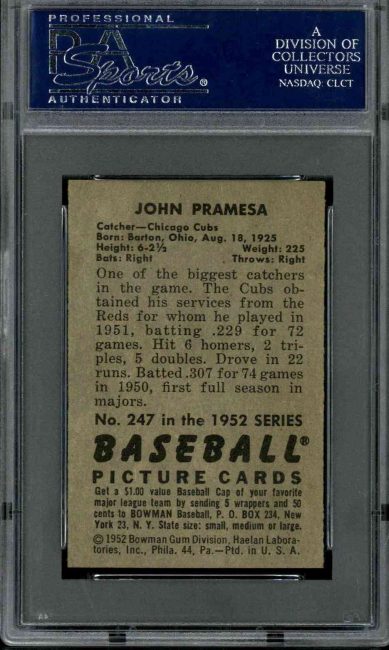 PROFESSIONAL
PSA
Sports®
AUTHENTICATOR
A
DIVISION OF
COLLECTORS
UNIVERSE
NASDAQ: CLCT
JOHN PRAMESA
Catcher—Chicago Cubs
Born: Barton, Ohio, Aug. 18, 1925
Height: 6-2½ Weight: 225
Bats: Right Throws: Right
One of the biggest catchers
in the game. The Cubs ob-
tained his services from the
Reds for whom he played in
1951, batting .229 for 72
games. Hit 6 homers, 2 tri-
ples, 5 doubles. Drove in 22
runs. Batted .307 for 74 games
in 1950, first full season in
majors.
No. 247 in the 1952 SERIES
BASEBALL®
PICTURE CARDS
Get a $1.00 value Baseball Cap of your favorite
major league team by sending 5 wrappers and 50
cents to BOWMAN Baseball, P. O. BOX 234, New
York 23, N. Y. State size: small, medium or large.
©1952 Bowman Gum Division, Haelan Labora-
tories, Inc., Phila. 44, Pa.—Ptd. in U. S. A.